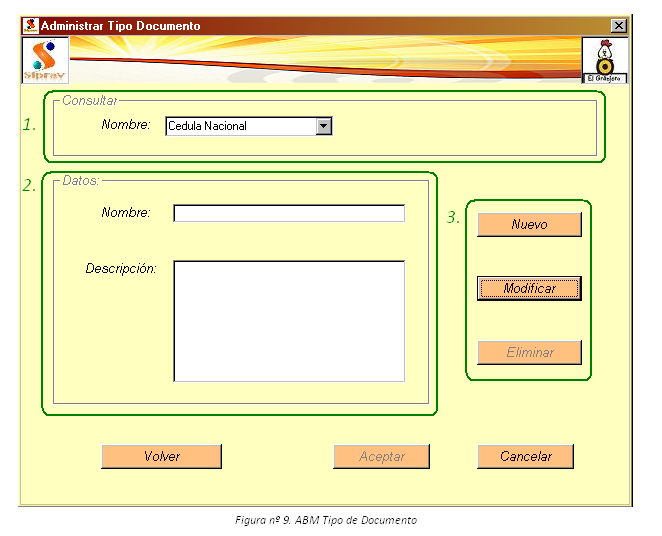 Administrar Tipo Documento
Siprav
El Granjero
Consultar
1.
Nombre:
Cedula Nacional
2.
Datos:
Nombre:
3.
Nuevo
Descripción:
Modificar
Eliminar
Volver
Aceptar
Cancelar
Figura nº 9. ABM Tipo de Documento